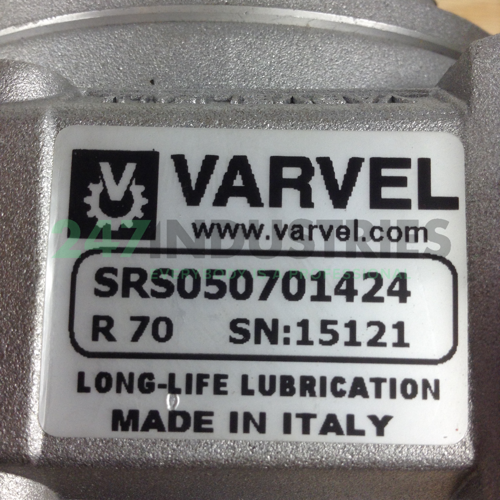 V VARVEL
www.varvel.com
247INDUSTRIES
SRS050701424
R 70 SN:15121
LONG-LIFE LUBRICATION
MADE IN ITALY